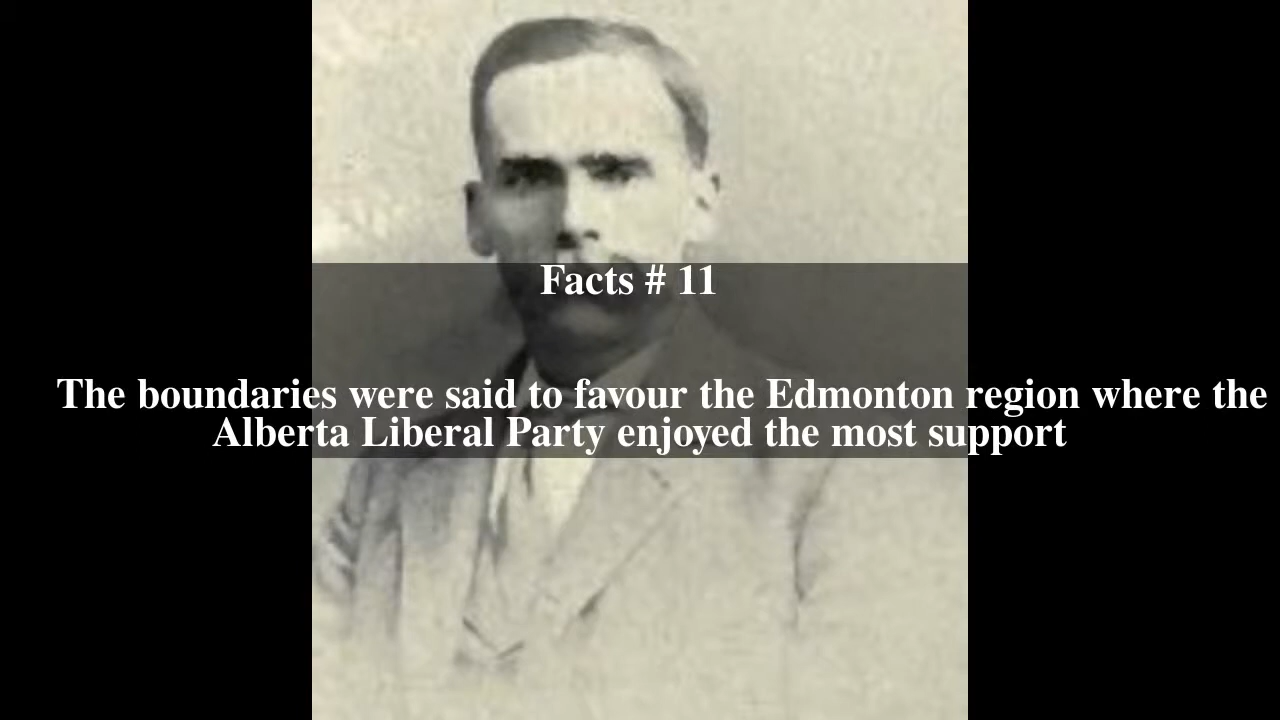 Facts # 11
The boundaries were said to favour the Edmonton region where the
Alberta Liberal Party enjoyed the most support